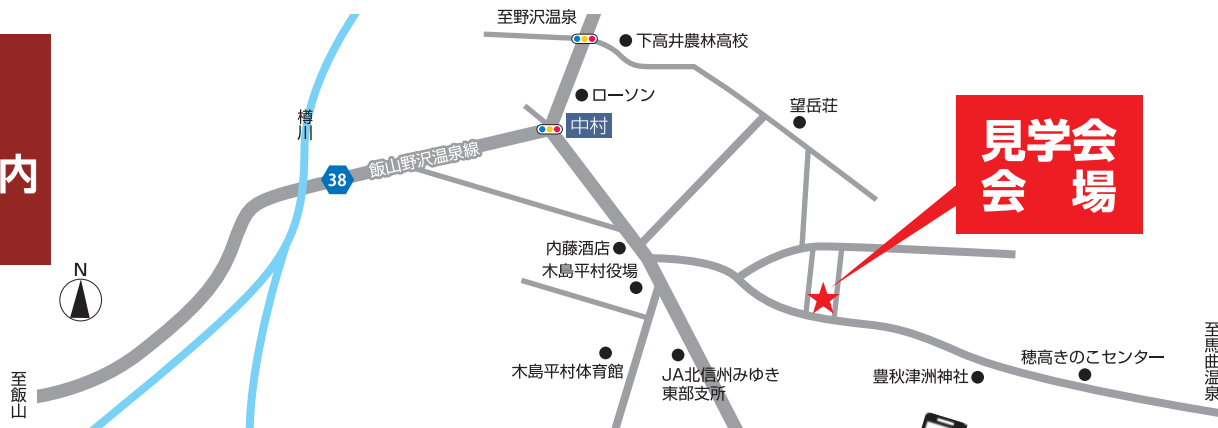 至野沢温泉
下高井農林高校
ローソン
望岳荘
中村
樽川
飯山野沢温泉線
38
見学会
会　場
内
N
内藤酒店
木島平村役場
木島平村体育館
JA北信州みゆき
東部支所
豊秋津洲神社
穂高きのこセンター
至飯山
至馬曲温泉